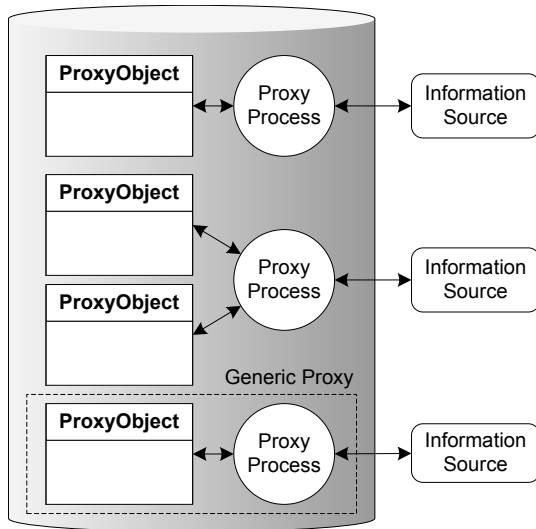 ProxyObject
Proxy
Process
Information
Source
ProxyObject
Proxy
Process
Information
Source
ProxyObject
Generic Proxy
ProxyObject
Proxy
Process
Information
Source